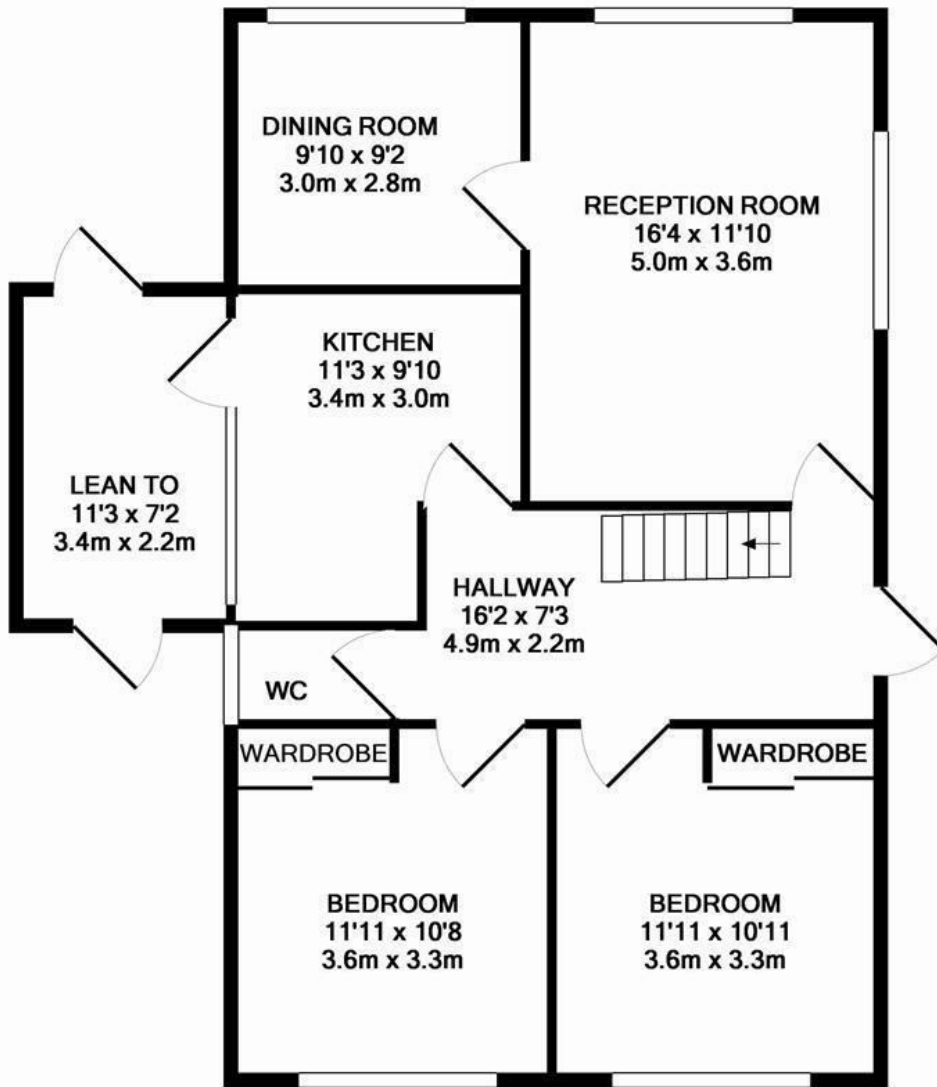 DINING ROOM
9'10 x 9'2
3.0m x 2.8m
RECEPTION ROOM
16'4 x 11'10
5.0m x 3.6m
KITCHEN
11'3 x 9'10
3.4m x 3.0m
LEAN TO
11'3 x 7'2
3.4m x 2.2m
HALLWAY
16'2 x 7'3
4.9m x 2.2m
WC
WARDROBE
WARDROBE
BEDROOM
11'11 x 10'8
3.6m x 3.3m
BEDROOM
11'11 x 10'11
3.6m x 3.3m